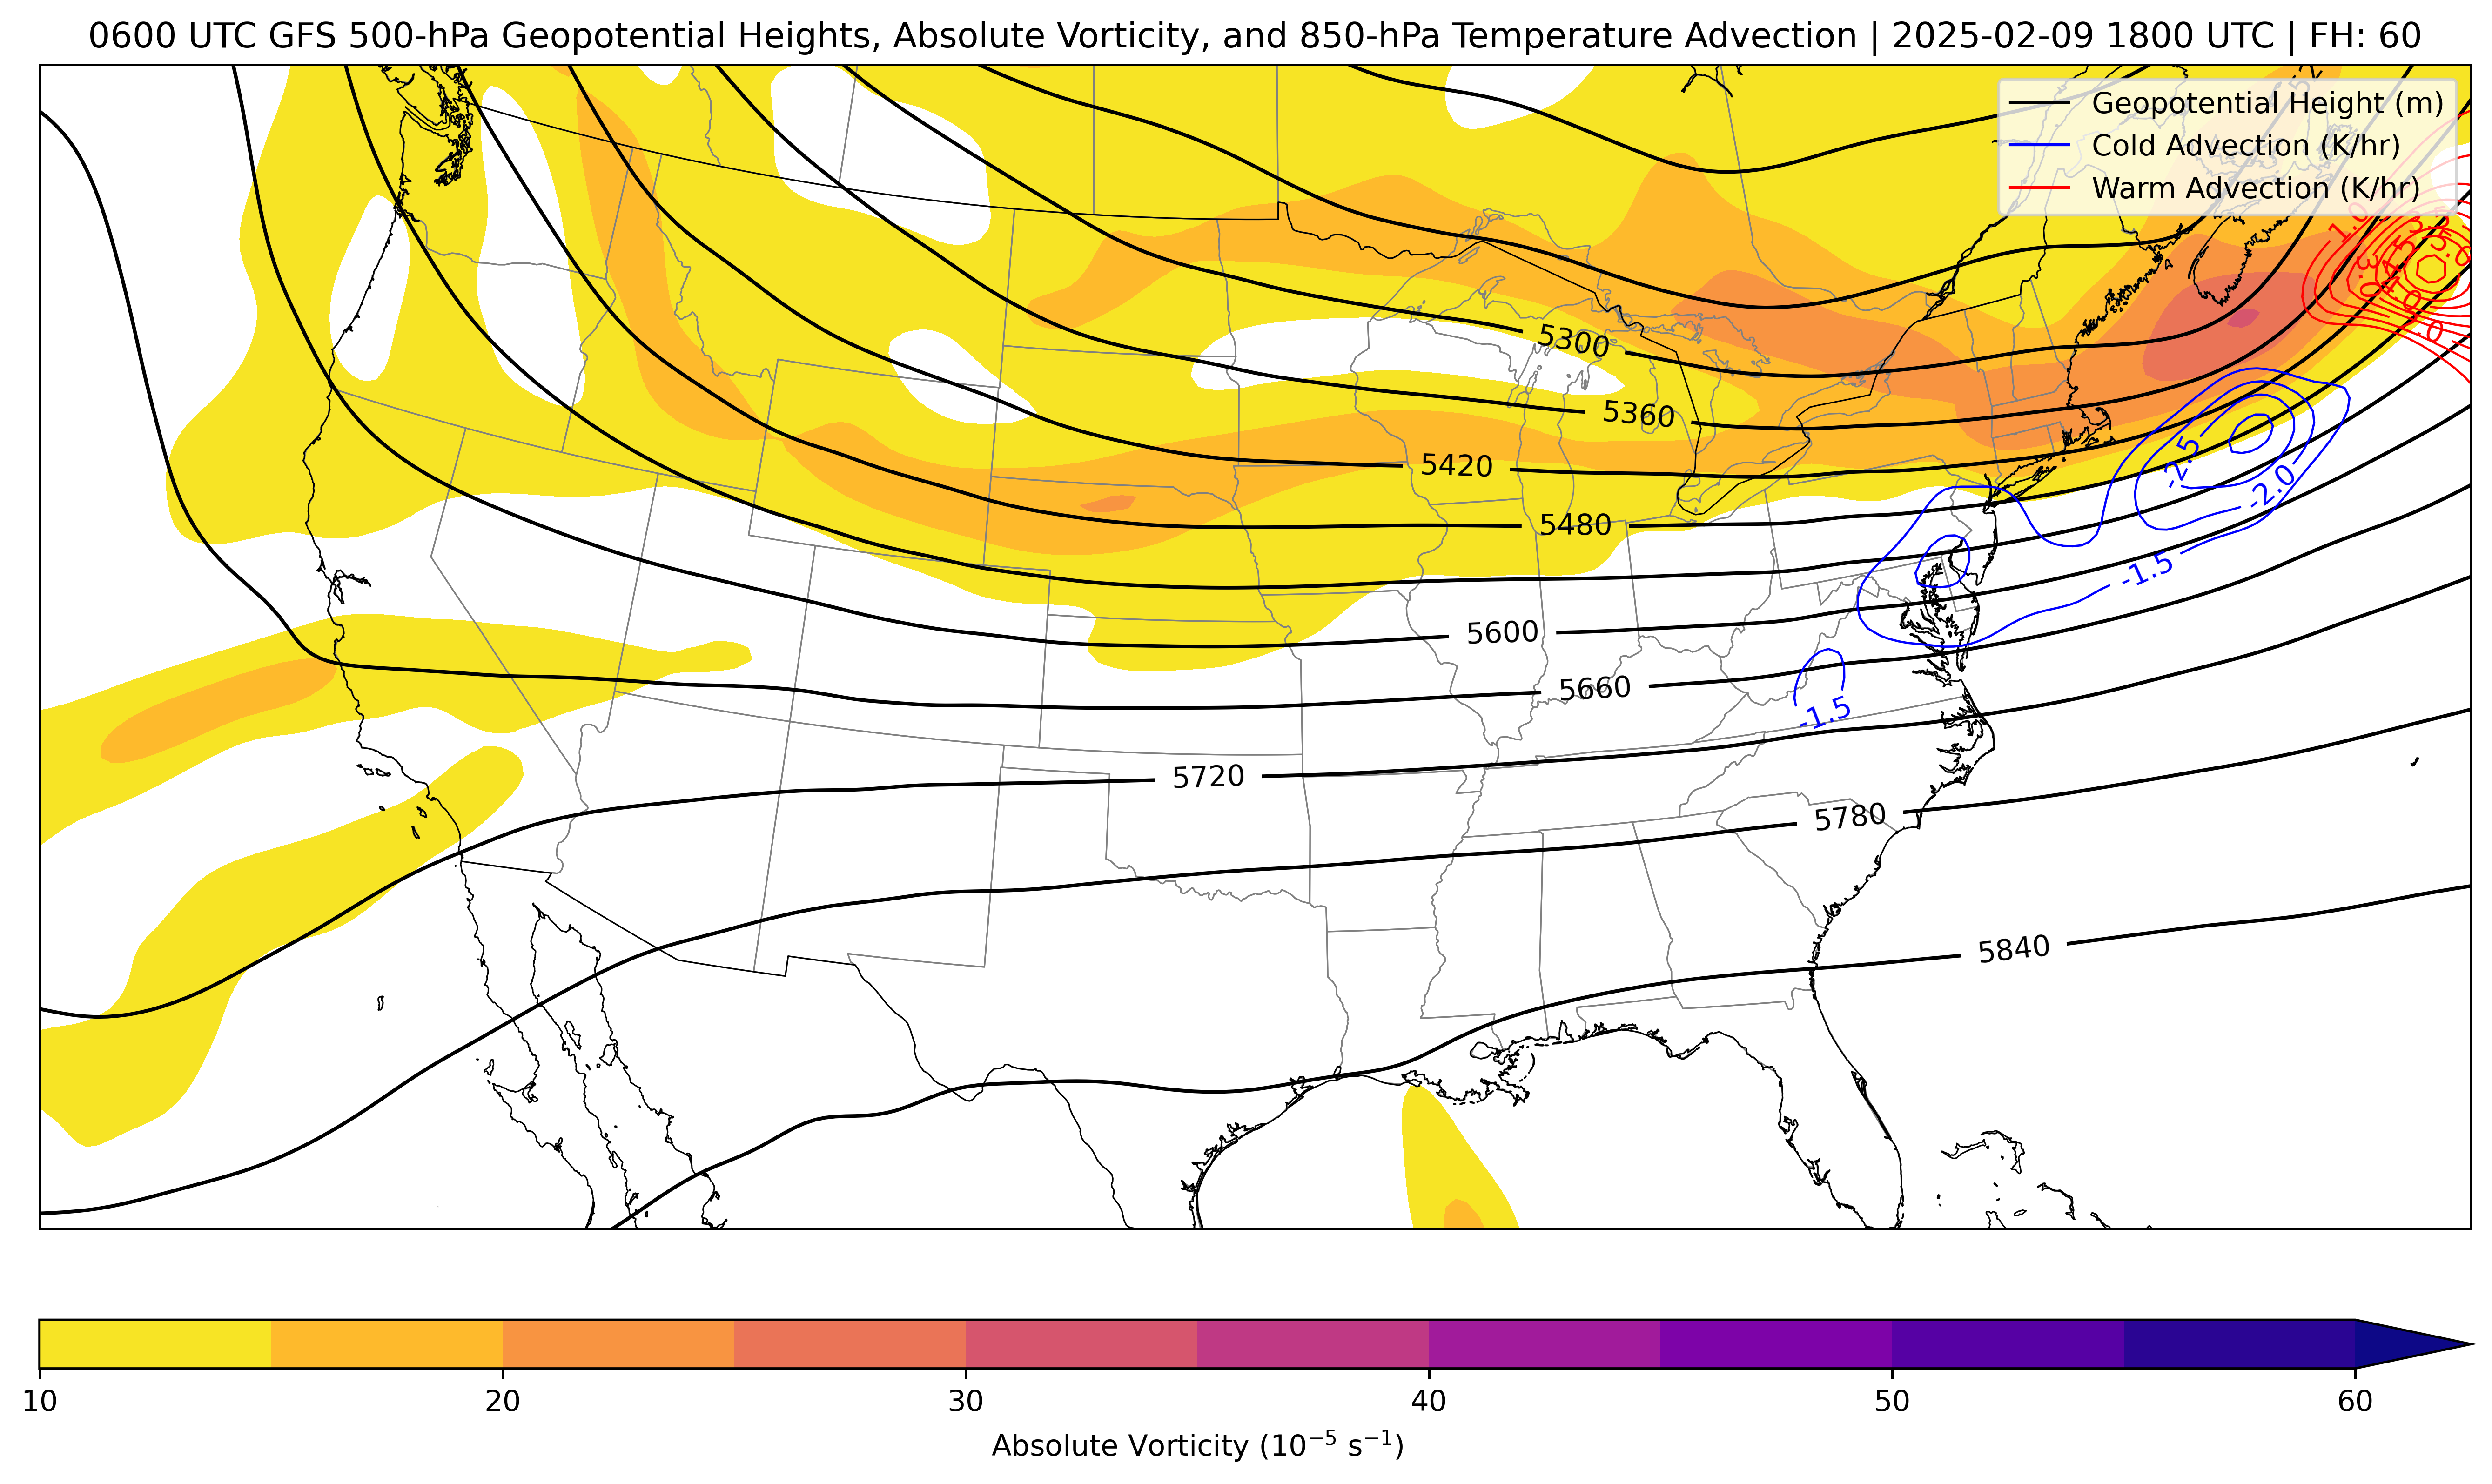 0600 UTC GFS 500-hPa Geopotential Heights, Absolute Vorticity, and 850-hPa Temperature Advection | 2025-02-09 1800 UTC | FH: 60
Geopotential Height (m)
Cold Advection (K/hr)
Warm Advection (K/hr)
-1.0
5300
5360
5420
-2.5
-2.0
5480
-1.5
5600
5660
-1.5
5720
5780
5840
10 20 30 40 50 60
Absolute Vorticity (10⁻⁵ s⁻¹)